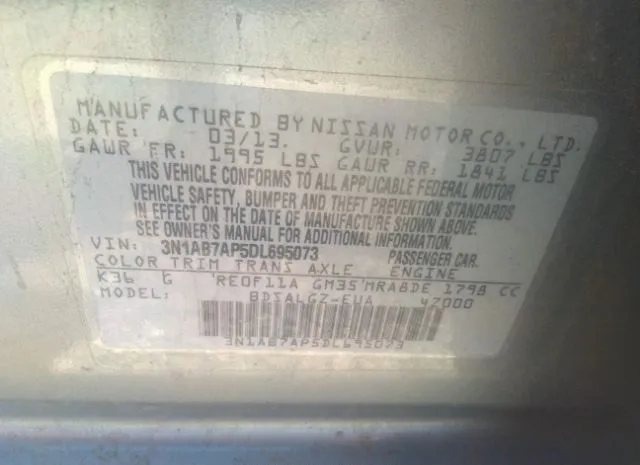 MANUFACTURED BY NISSAN MOTOR CO., LTD.
DATE: 03/13. GVUR: 3807 LBS
GAWR FR: 1995 LBS GAUR RR: 1841 LBS
THIS VEHICLE CONFORMS TO ALL APPLICABLE FEDERAL MOTOR
VEHICLE SAFETY, BUMPER AND THEFT PREVENTION STANDARDS
IN EFFECT ON THE DATE OF MANUFACTURE SHOWN ABOVE.
SEE OWNER'S MANUAL FOR ADDITIONAL INFORMATION
VIN: 3N1AB7AP5DL695073 PASSENGER CAR.
COLOR TRIM TRANS AXLE ENGINE
K36 G RE0F11A GM35 MRA8DE 1798 CC
MODEL: BDSALGZ-EUA 47000
3N1AB7AP5DL695073